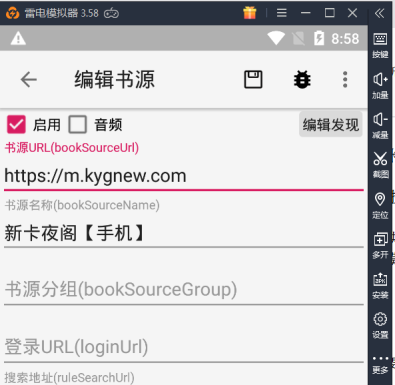 雷电模拟器 3.58
8:58
编辑书源
启用 音频 编辑发现
书源URL(bookSourceUrl)
https://m.kygnew.com
书源名称(bookSourceName)
新卡夜阁【手机】
书源分组(bookSourceGroup)
登录URL(loginUrl)
搜索地址(ruleSearchUrl)
按键
加量
减量
截图
定位
多开
安装
设置
更多